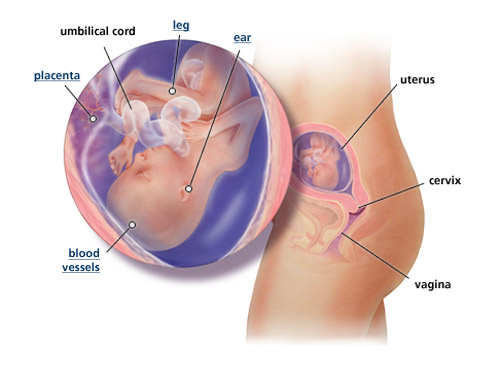 leg
umbilical cord
ear
placenta
uterus
cervix
blood
vessels
vagina